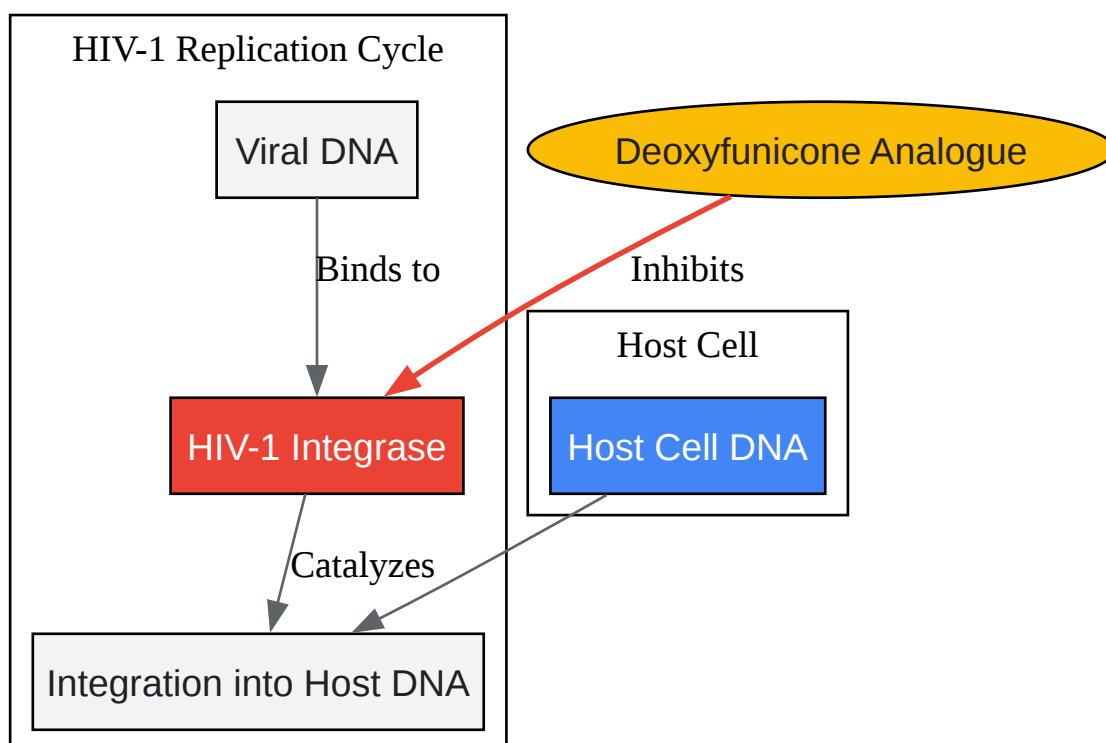 HIV-1 Replication Cycle
Viral DNA
Deoxyfunicone Analogue
Binds to
Inhibits
Host Cell
HIV-1 Integrase
Host Cell DNA
Catalyzes
Integration into Host DNA